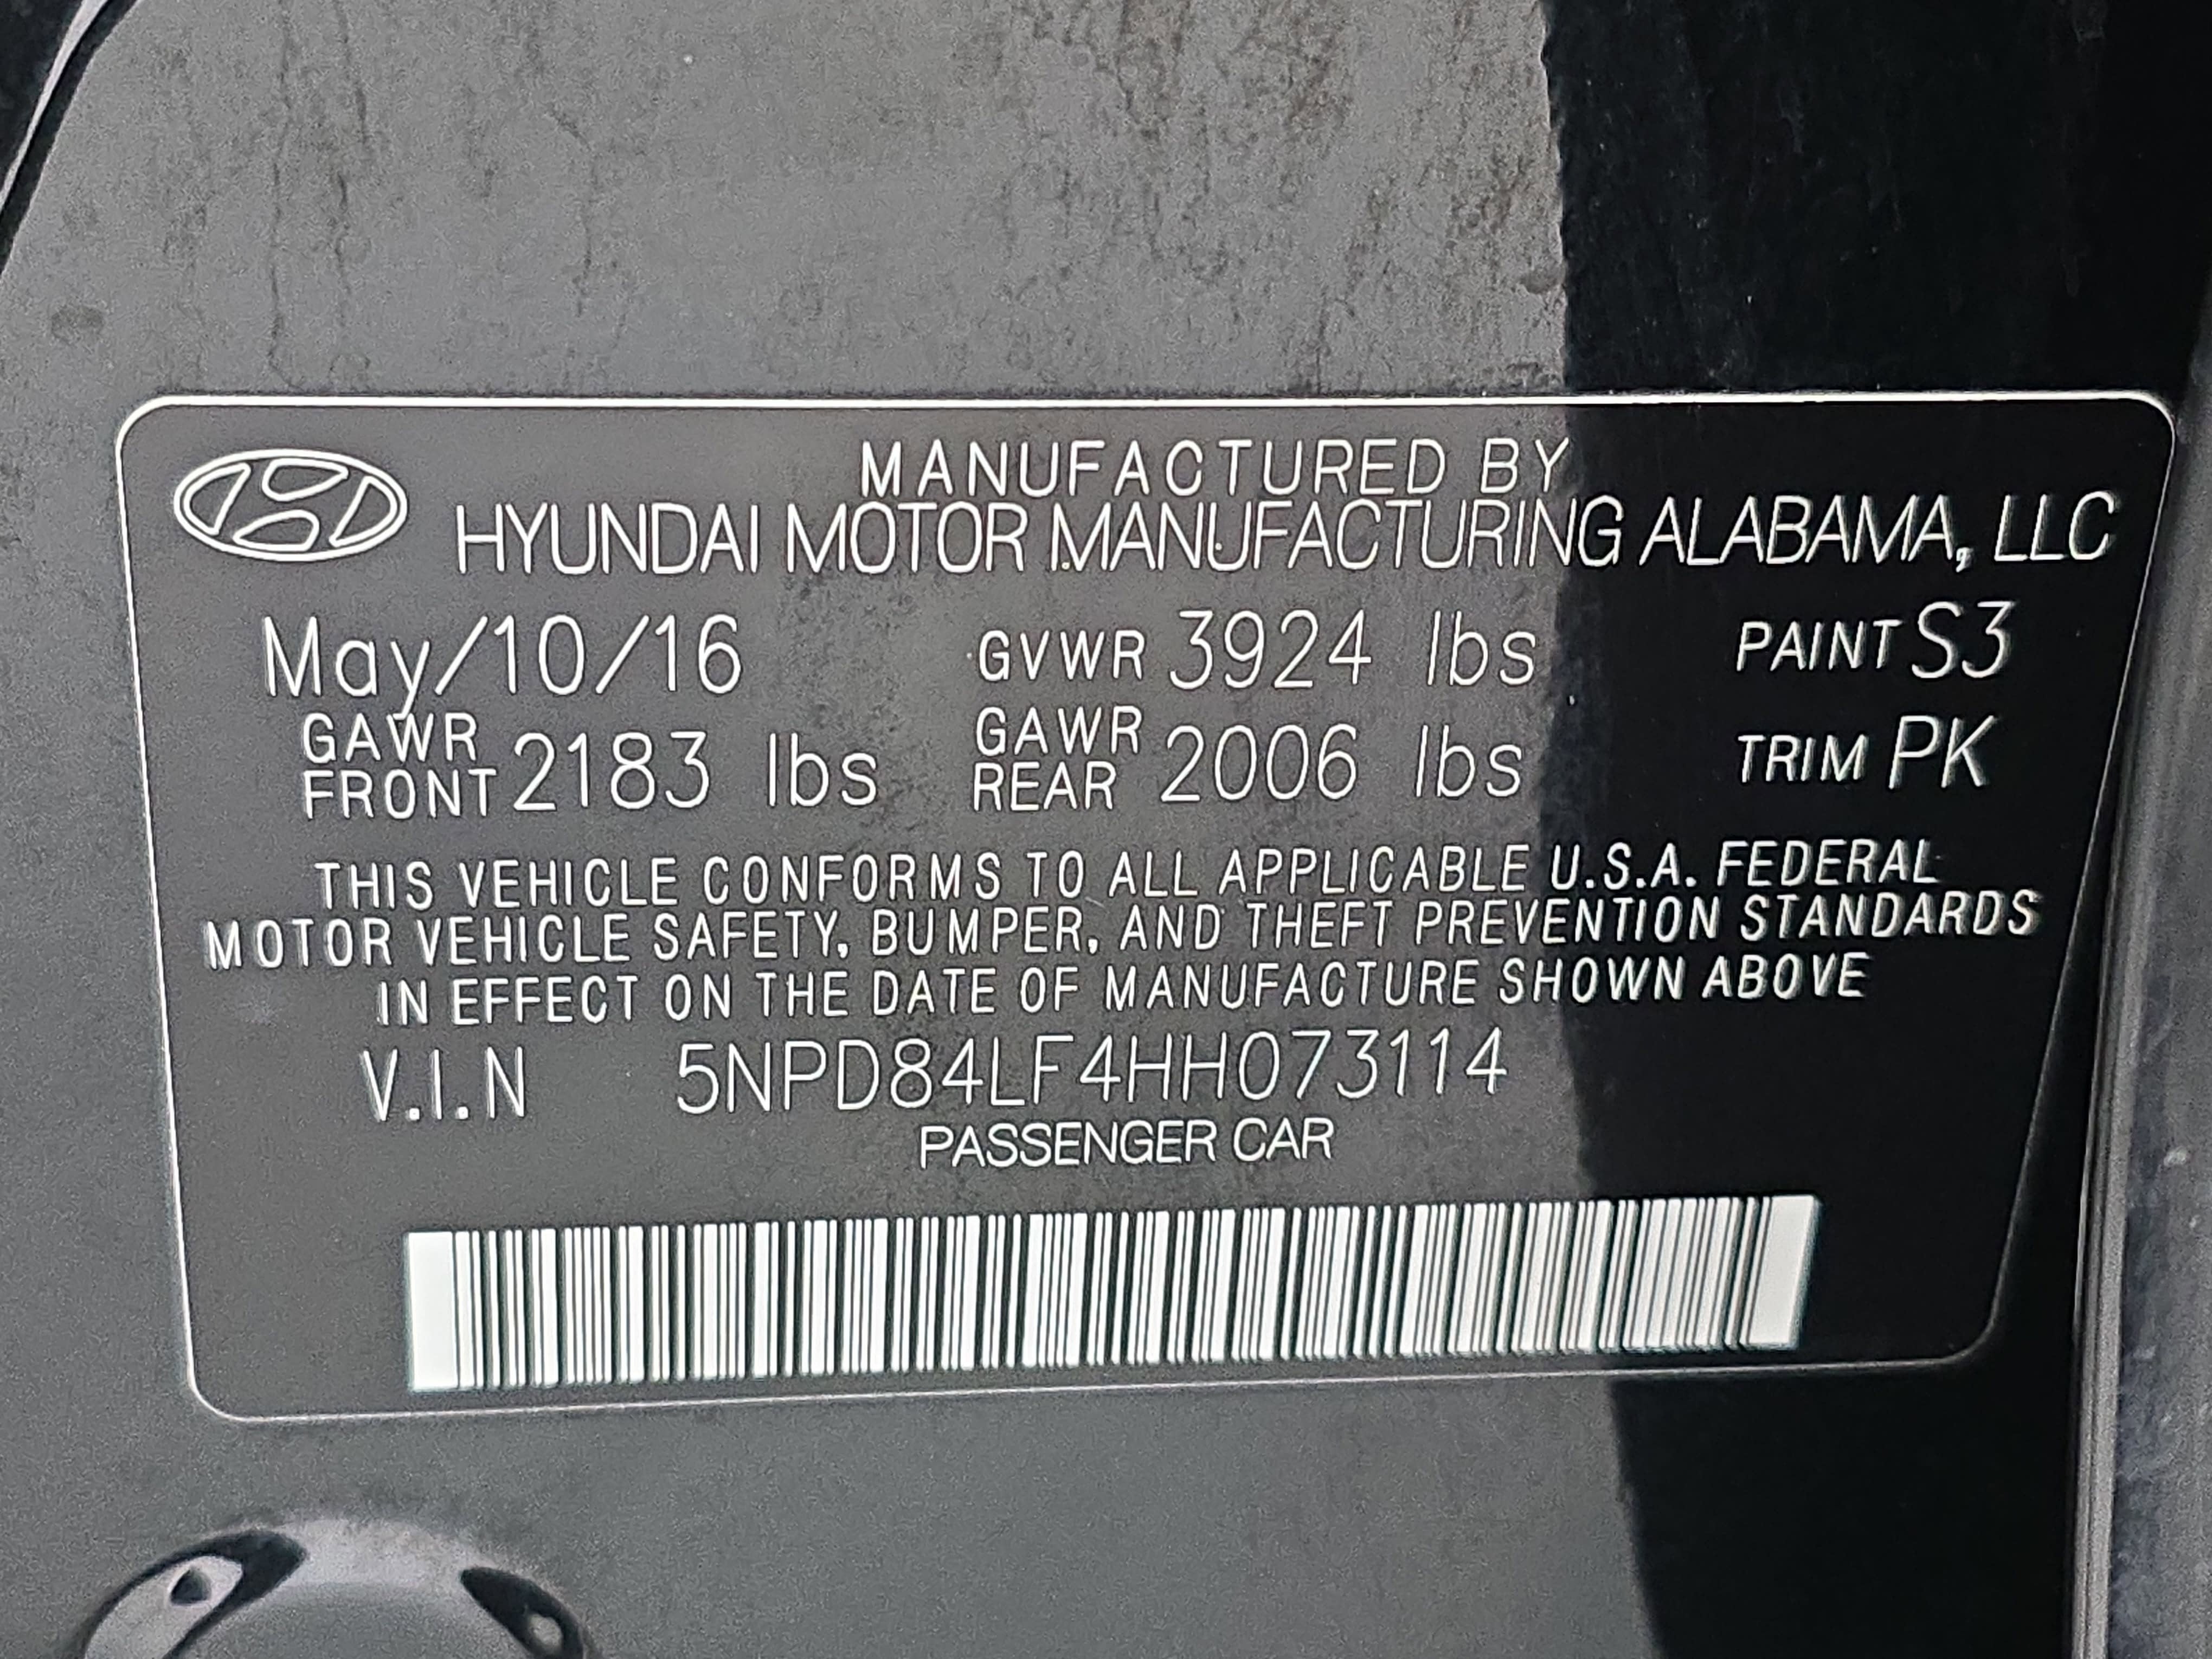 MANUFACTURED BY
HYUNDAI MOTOR MANUFACTURING ALABAMA, LLC
May/10/16 GVWR 3924 lbs PAINT S3
GAWR FRONT 2183 lbs GAWR REAR 2006 lbs TRIM PK
THIS VEHICLE CONFORMS TO ALL APPLICABLE U.S.A. FEDERAL
MOTOR VEHICLE SAFETY, BUMPER, AND THEFT PREVENTION STANDARDS
IN EFFECT ON THE DATE OF MANUFACTURE SHOWN ABOVE
V.I.N 5NPD84LF4HH073114
PASSENGER CAR